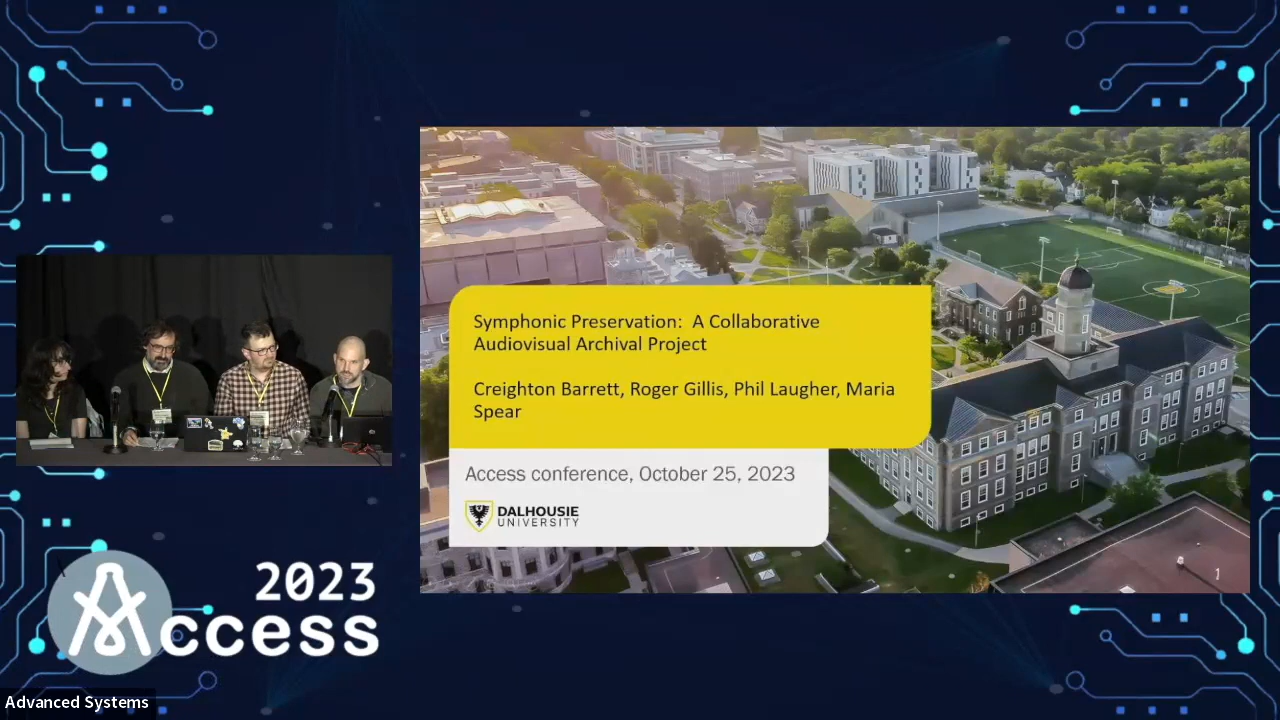 Symphonic Preservation: A Collaborative
Audiovisual Archival Project
Creighton Barrett, Roger Gillis, Phil Laugher, Maria
Spear
Access conference, October 25, 2023
DALHOUSIE
UNIVERSITY
1
2023
Access
Advanced Systems